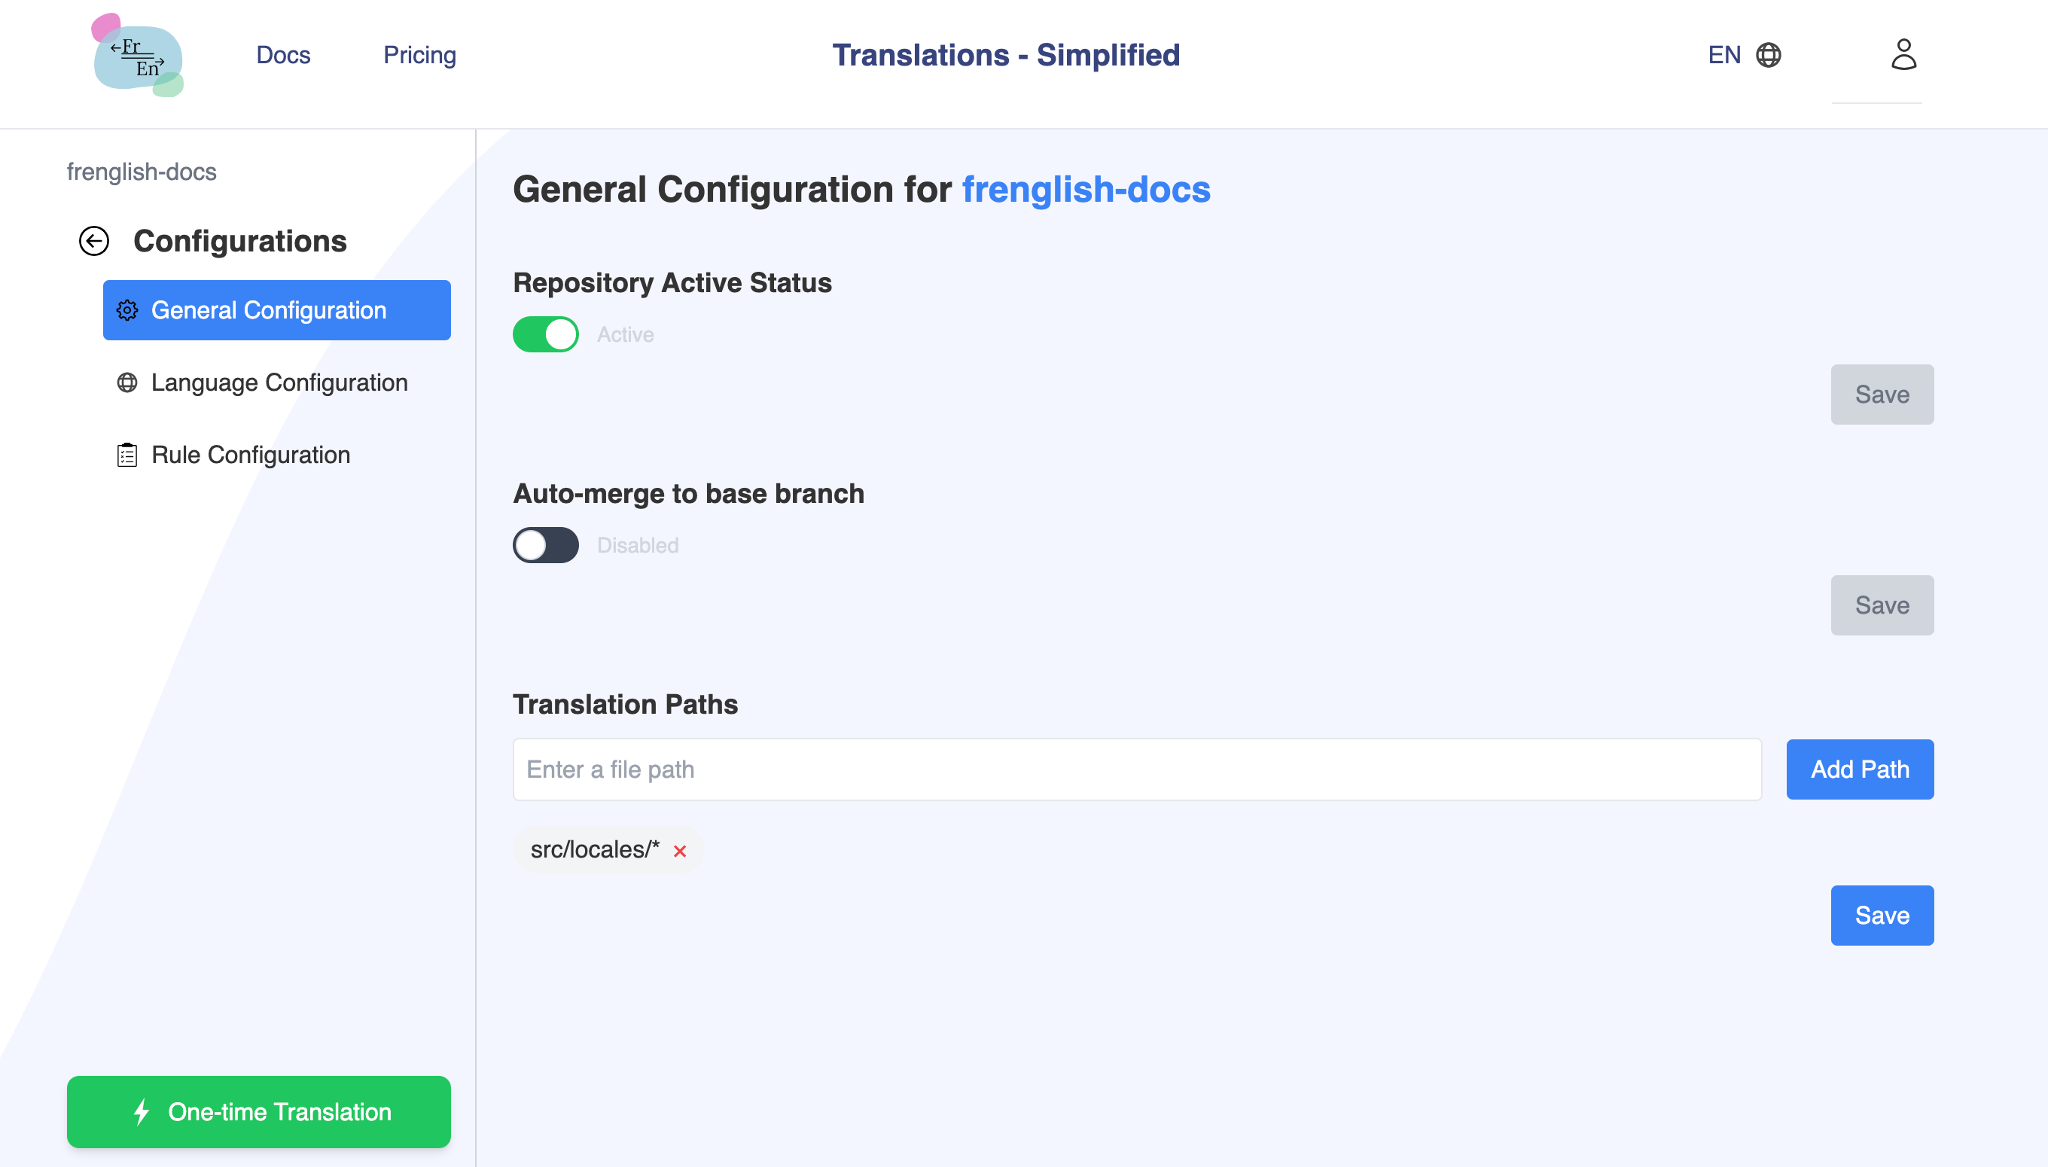 Fr
En
Docs
Pricing
Translations - Simplified
EN
frenglish-docs
Configurations
General Configuration
Language Configuration
Rule Configuration
One-time Translation
General Configuration for frenglish-docs
Repository Active Status
Active
Save
Auto-merge to base branch
Disabled
Save
Translation Paths
Enter a file path
Add Path
src/locales/*
Save